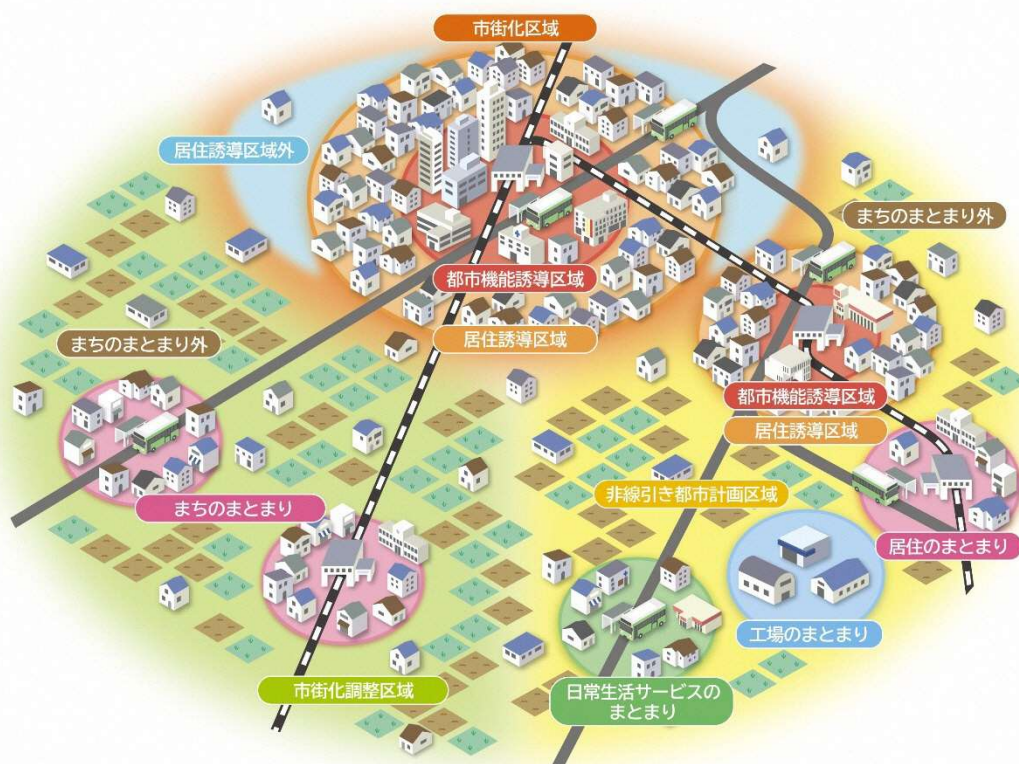 市街化区域
居住誘導区域外
まちのまとまり外
都市機能誘導区域
居住誘導区域
まちのまとまり外
都市機能誘導区域
居住誘導区域
まちのまとまり
非線引き都市計画区域
居住のまとまり
工場のまとまり
市街化調整区域
日常生活サービスの
まとまり